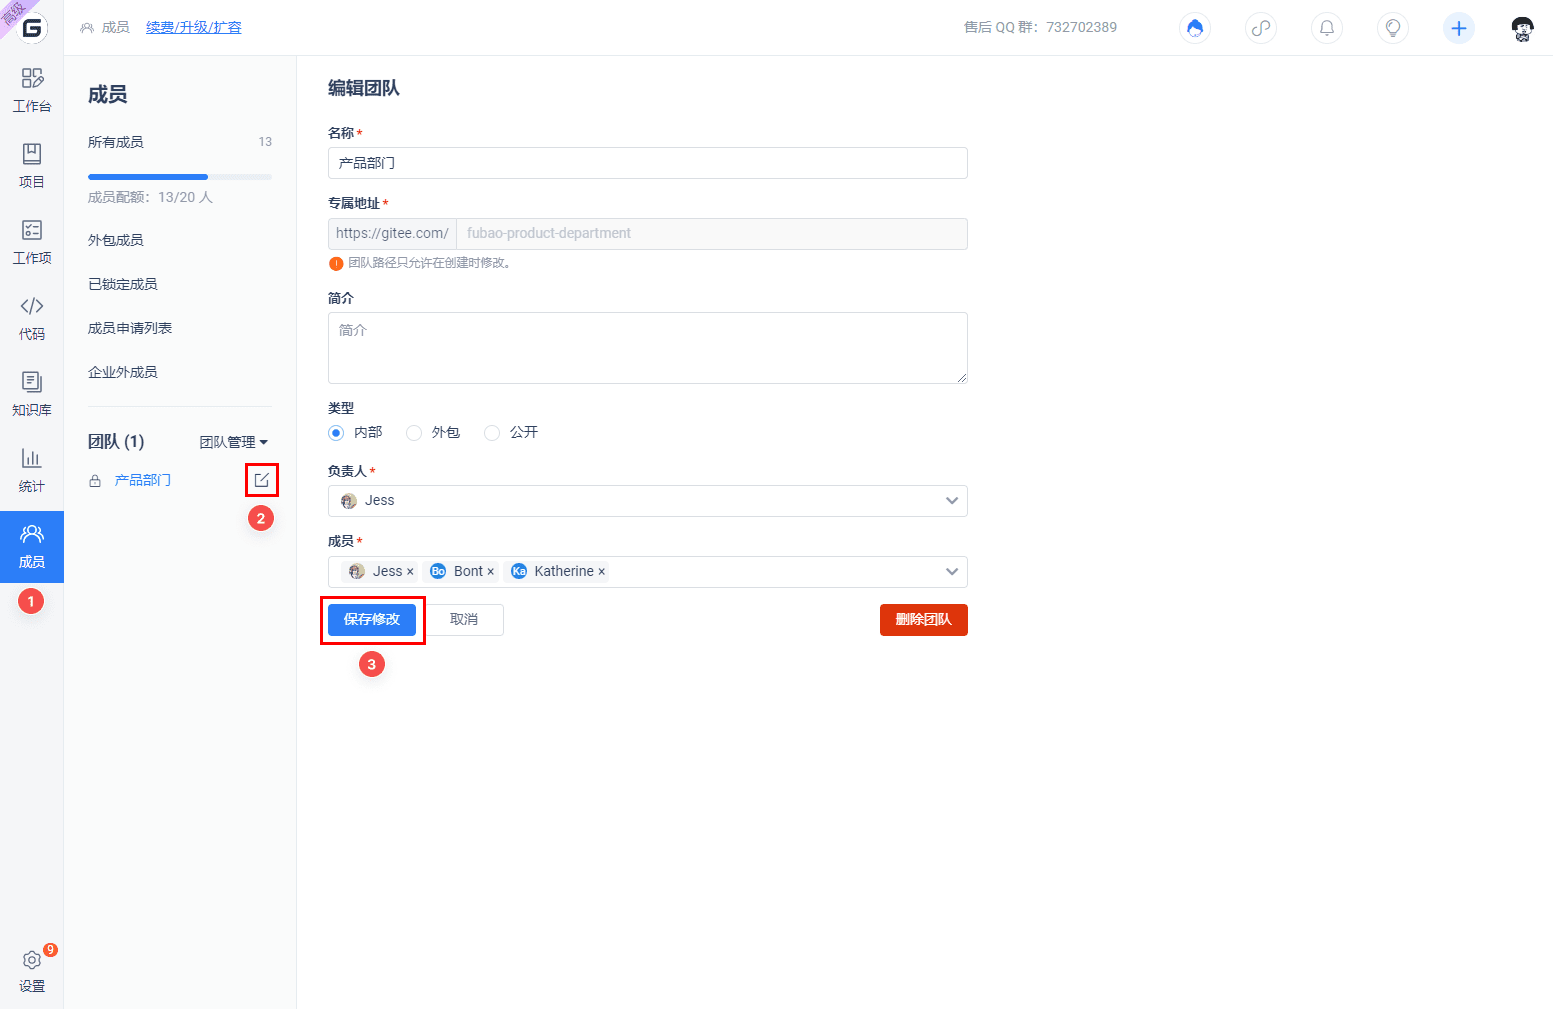 高级
G
成员 续费/升级/扩容
售后 QQ 群：732702389
工作台
项目
工作项
代码
知识库
统计
成员
1
9
设置
成员
所有成员 13
成员配额：13/20 人
外包成员
已锁定成员
成员申请列表
企业外成员
团队 (1) 团队管理
产品部门
2
编辑团队
名称*
产品部门
专属地址*
https://gitee.com/ fubao-product-department
! 团队路径只允许在创建时修改。
简介
简介
类型
内部 外包 公开
负责人*
Jess
成员*
Jess × Bo Bont × Ka Katherine ×
保存修改 取消 删除团队
3